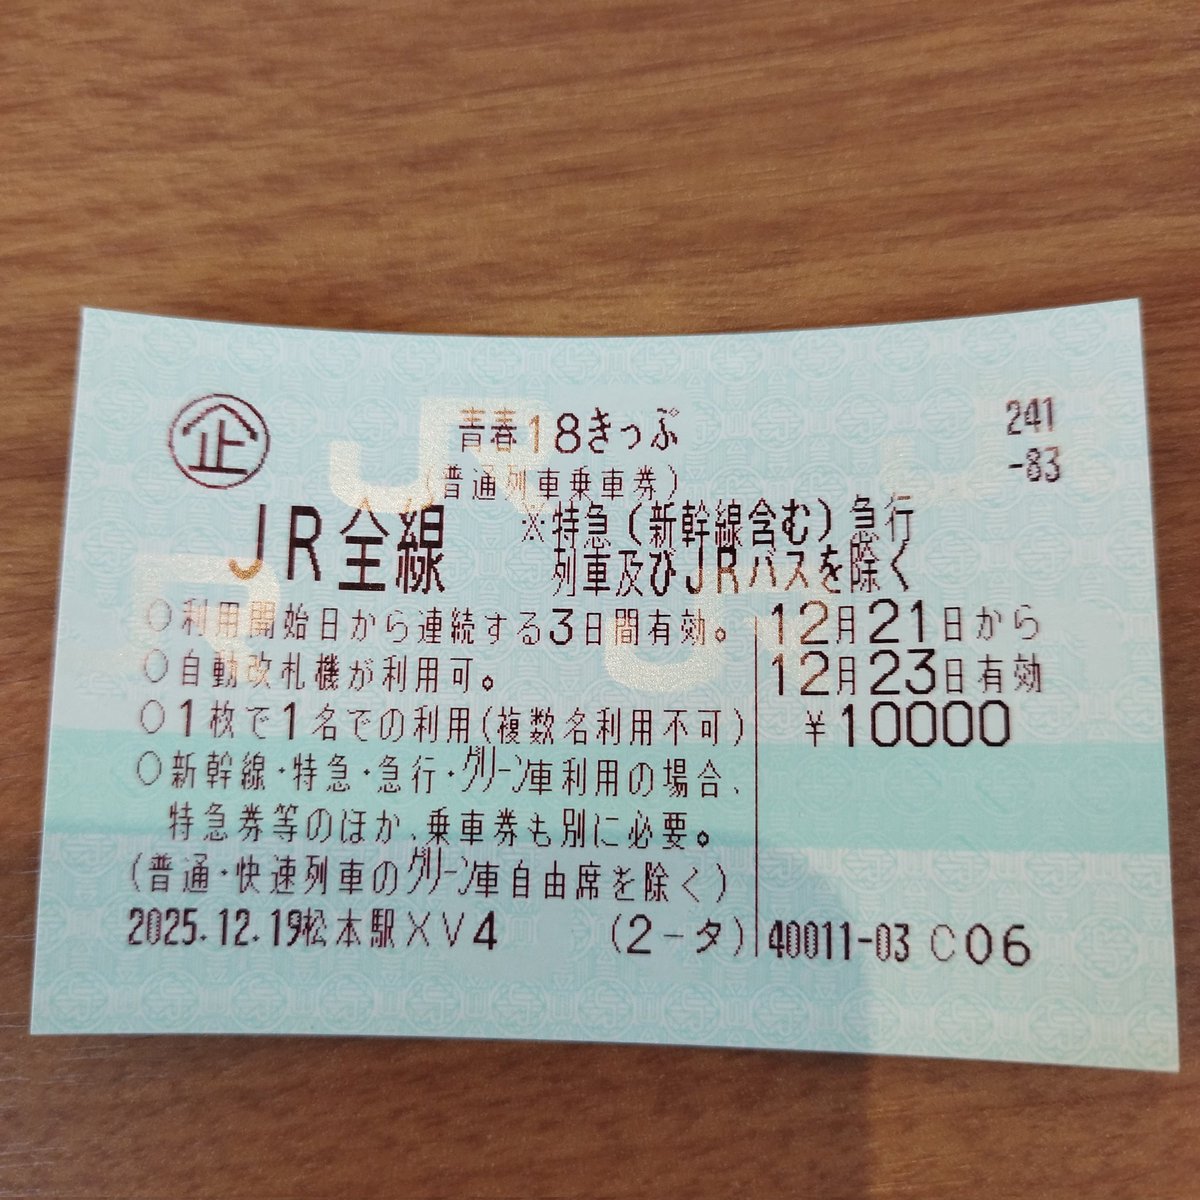 企 青春18きっぷ 241
(普通列車乗車券) -83
JR全線 ※特急(新幹線含む)急行
列車及びJRバスを除く
○利用開始日から連続する3日間有効。 12月21日から
○自動改札機が利用可。 12月23日有効
○1枚で1名での利用(複数名利用不可) ¥10000
○新幹線・特急・急行・グリーン車利用の場合、
特急券等のほか、乗車券も別に必要。
(普通・快速列車のグリーン車自由席を除く)
2025.12.19松本駅XV4 (2-タ) 40011-03 C06